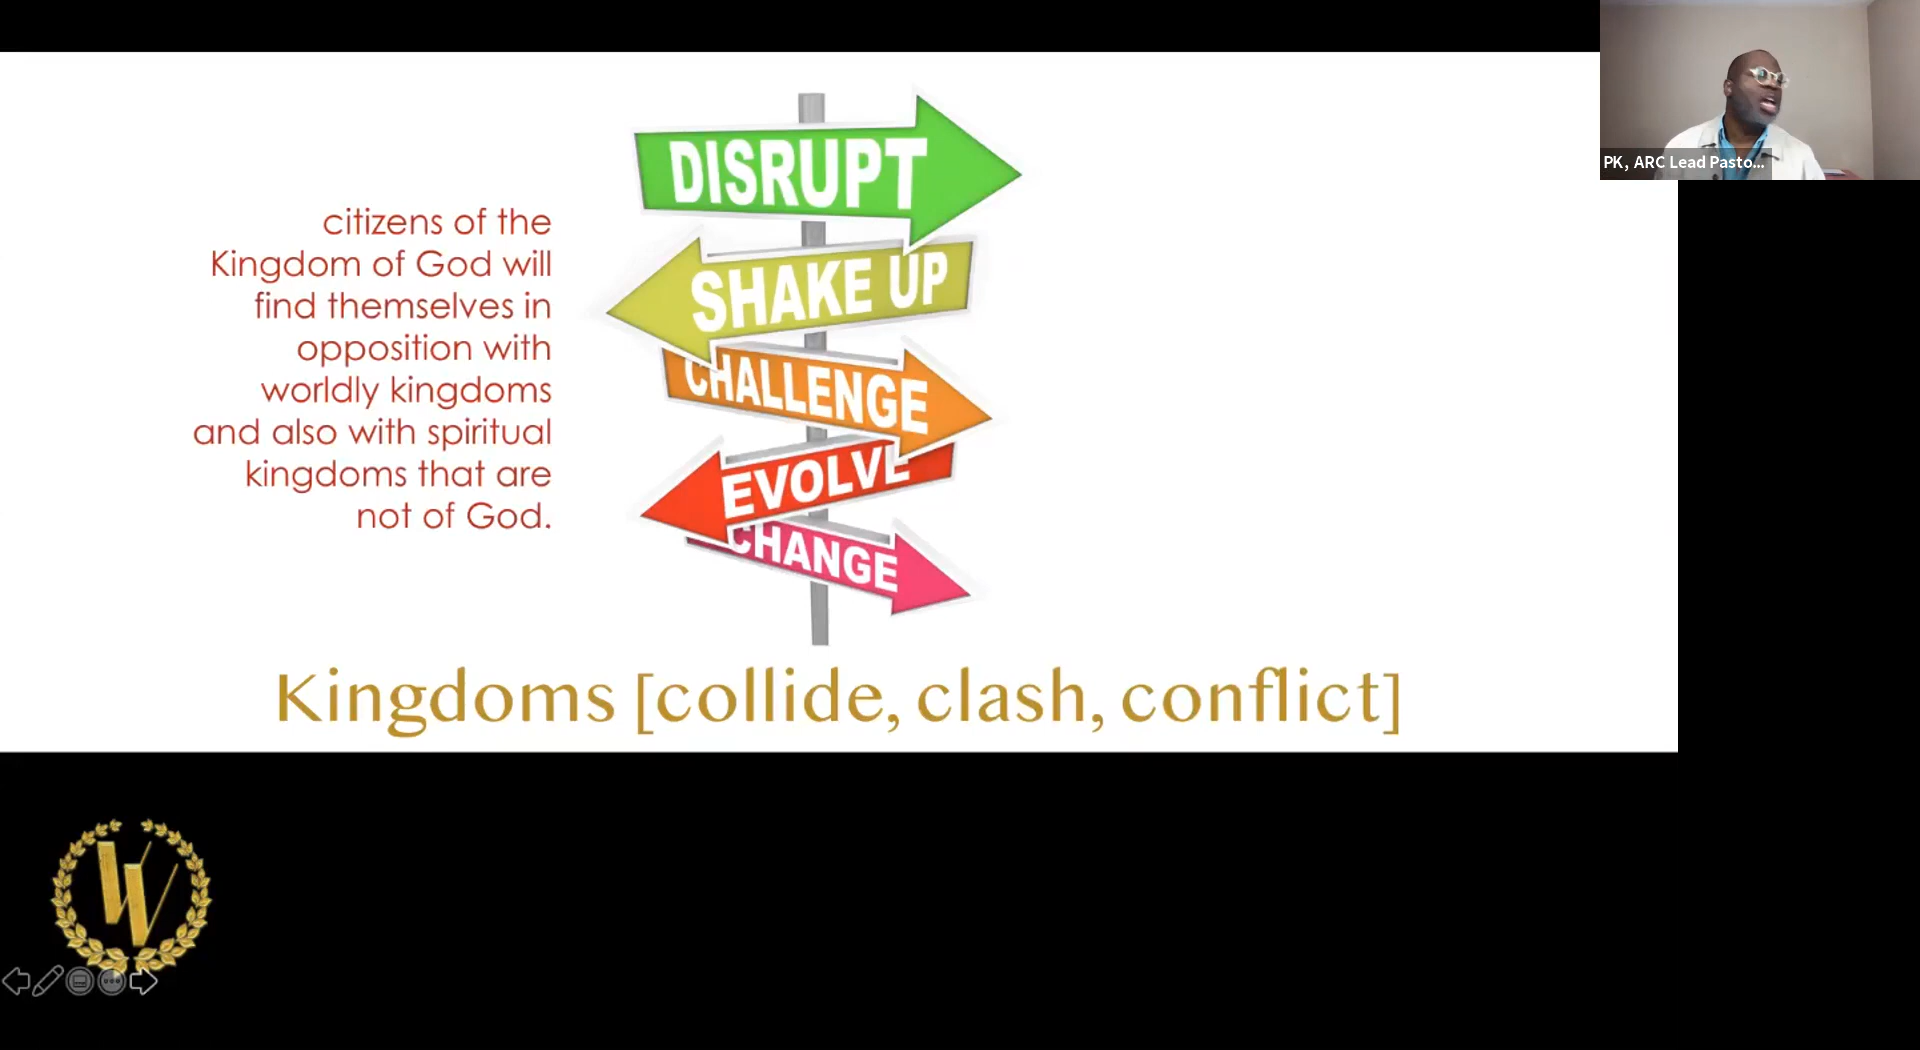 PK, ARC Lead Pasto...
citizens of the
Kingdom of God will
find themselves in
opposition with
worldly kingdoms
and also with spiritual
kingdoms that are
not of God.
DISRUPT
SHAKE UP
CHALLENGE
EVOLVE
CHANGE
Kingdoms [collide, clash, conflict]
W